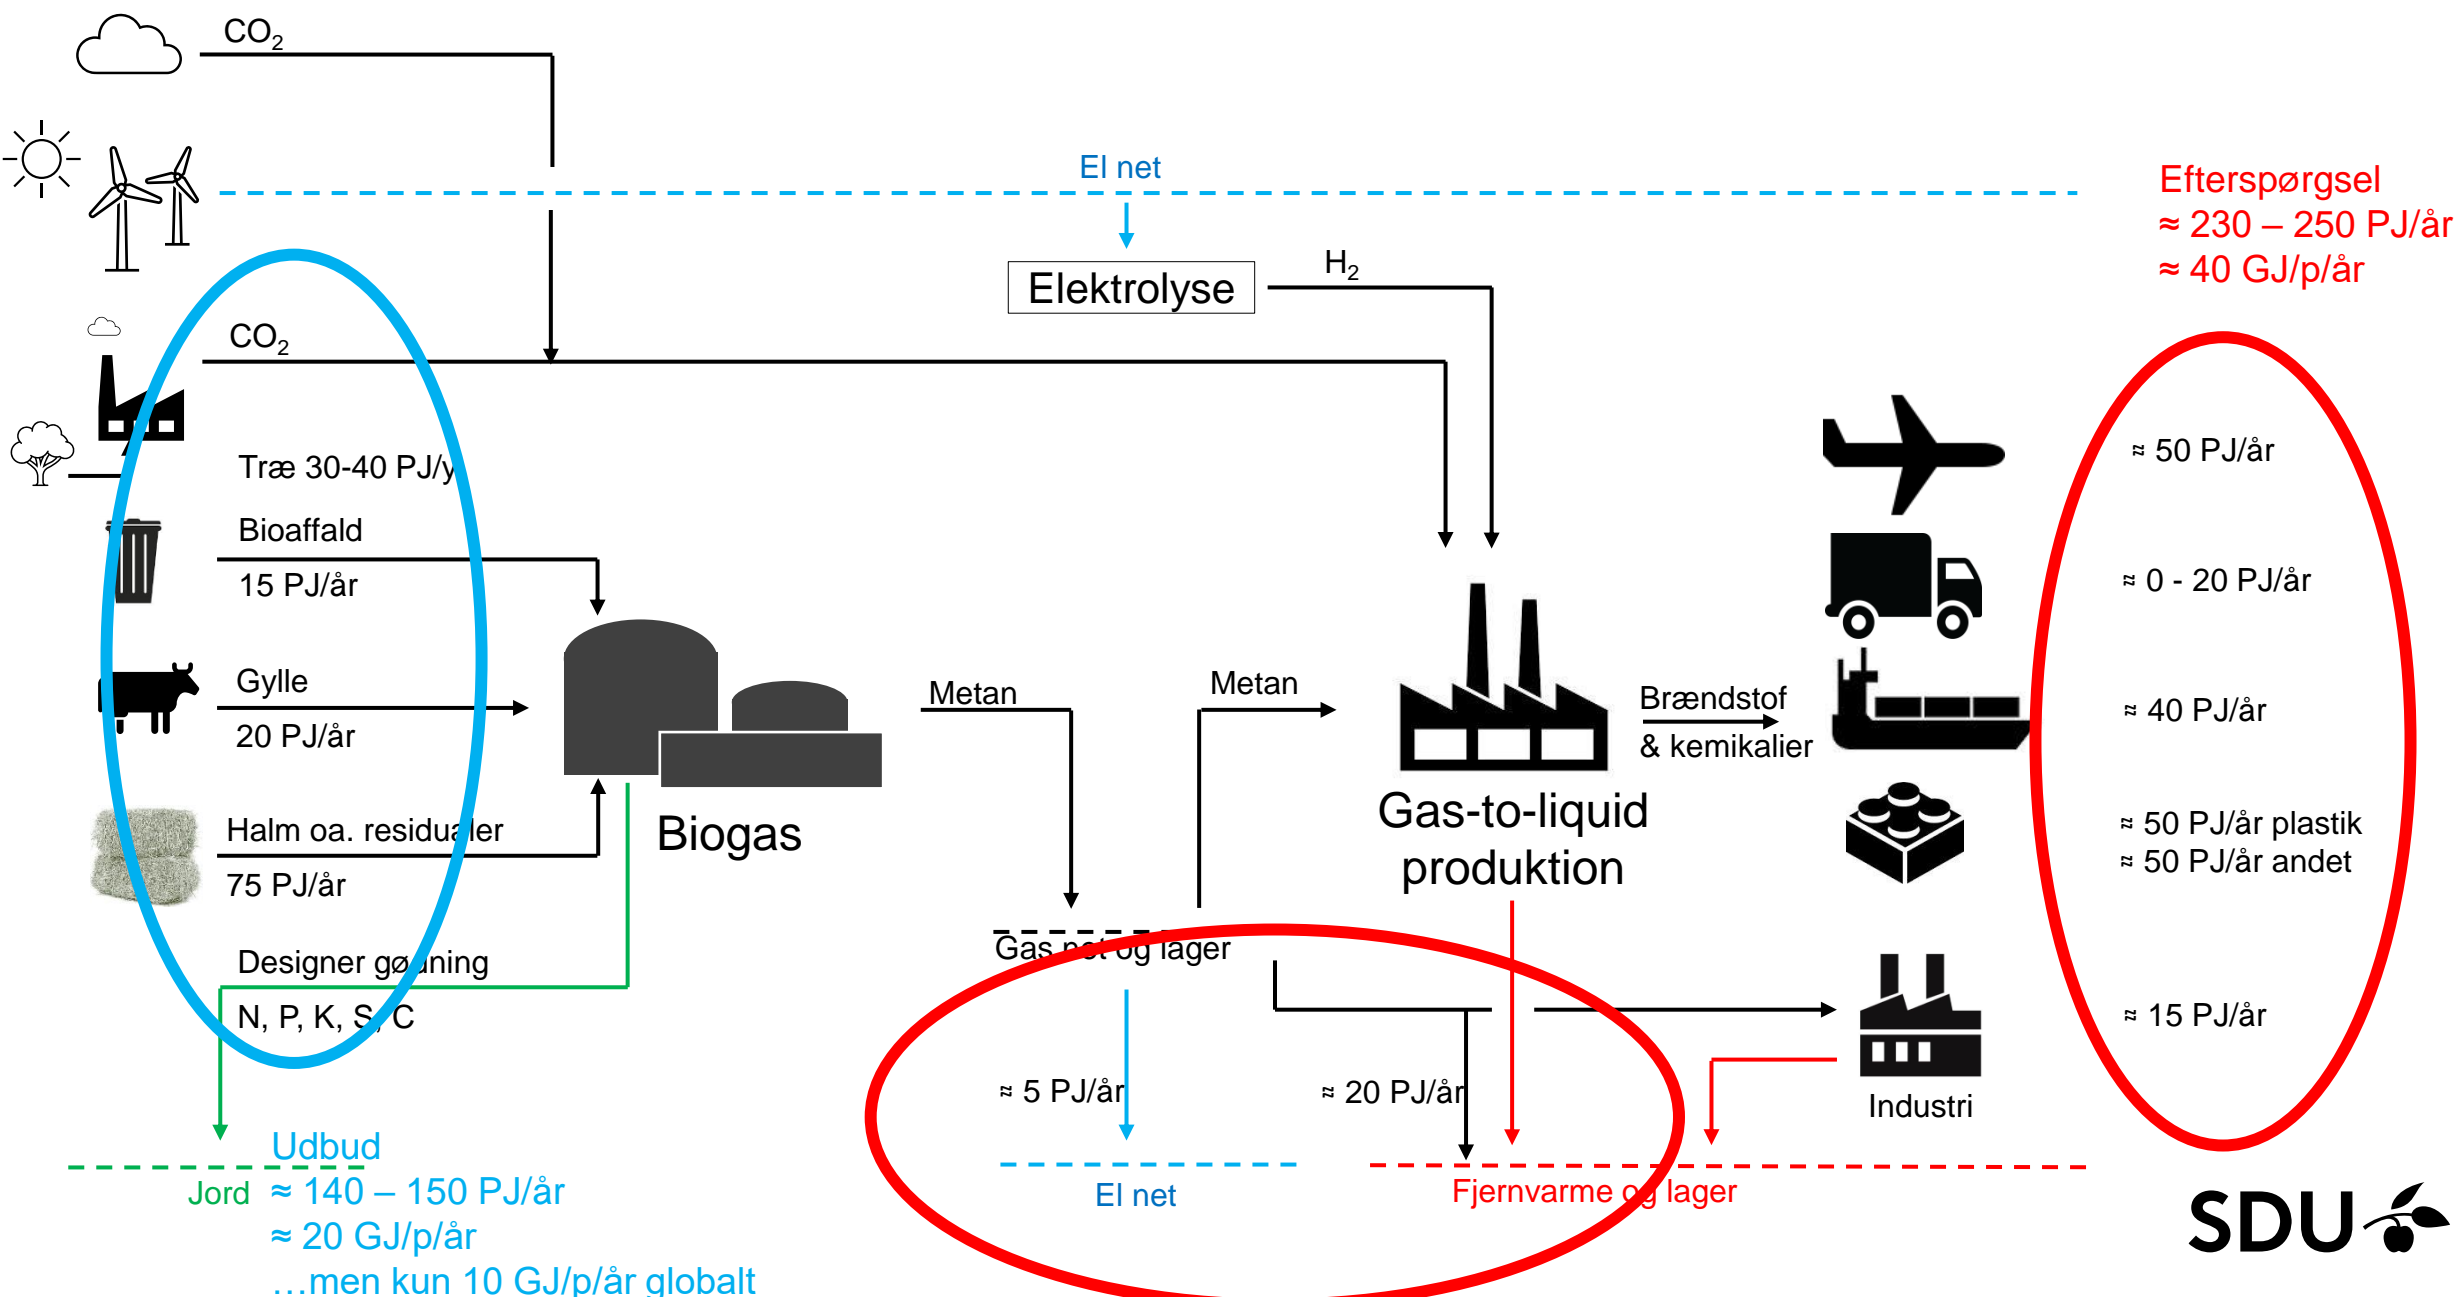 CO₂
El net
Efterspørgsel
≈ 230 – 250 PJ/år
≈ 40 GJ/p/år
Elektrolyse
H₂
CO₂
Træ 30-40 PJ/y
Bioaffald
15 PJ/år
Gylle
20 PJ/år
Halm oa. residualer
75 PJ/år
Designer gødning
N, P, K, S, C
Jord
Udbud
≈ 140 – 150 PJ/år
≈ 20 GJ/p/år
…men kun 10 GJ/p/år globalt
Biogas
Metan
Gas net og lager
Metan
Gas-to-liquid
produktion
Brændstof
& kemikalier
≈ 50 PJ/år
≈ 0 - 20 PJ/år
≈ 40 PJ/år
≈ 50 PJ/år plastik
≈ 50 PJ/år andet
≈ 15 PJ/år
Industri
≈ 5 PJ/år
≈ 20 PJ/år
El net
Fjernvarme og lager
SDU